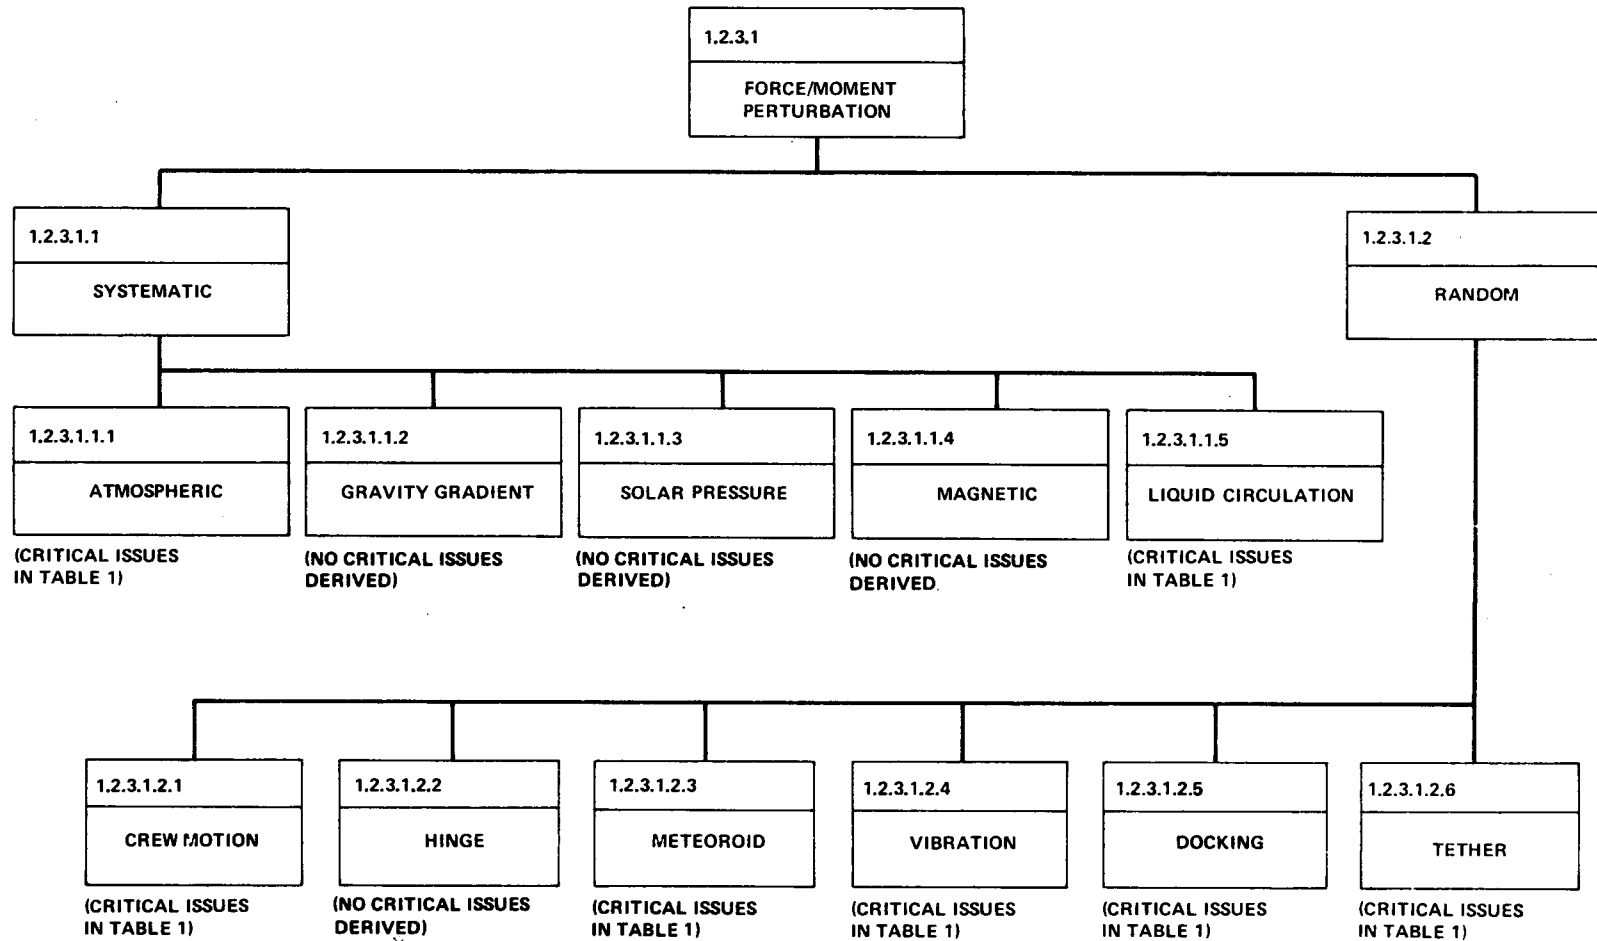 1.2.3.1
FORCE/MOMENT
PERTURBATION
1.2.3.1.1
SYSTEMATIC
1.2.3.1.2
RANDOM
1.2.3.1.1.1
ATMOSPHERIC
(CRITICAL ISSUES
IN TABLE 1)
1.2.3.1.1.2
GRAVITY GRADIENT
(NO CRITICAL ISSUES
DERIVED)
1.2.3.1.1.3
SOLAR PRESSURE
(NO CRITICAL ISSUES
DERIVED)
1.2.3.1.1.4
MAGNETIC
(NO CRITICAL ISSUES
DERIVED.
1.2.3.1.1.5
LIQUID CIRCULATION
(CRITICAL ISSUES
IN TABLE 1)
1.2.3.1.2.1
CREW MOTION
(CRITICAL ISSUES
IN TABLE 1)
1.2.3.1.2.2
HINGE
(NO CRITICAL ISSUES
DERIVED)
1.2.3.1.2.3
METEOROID
(CRITICAL ISSUES
IN TABLE 1)
1.2.3.1.2.4
VIBRATION
(CRITICAL ISSUES
IN TABLE 1)
1.2.3.1.2.5
DOCKING
(CRITICAL ISSUES
IN TABLE 1)
1.2.3.1.2.6
TETHER
(CRITICAL ISSUES
IN TABLE 1)